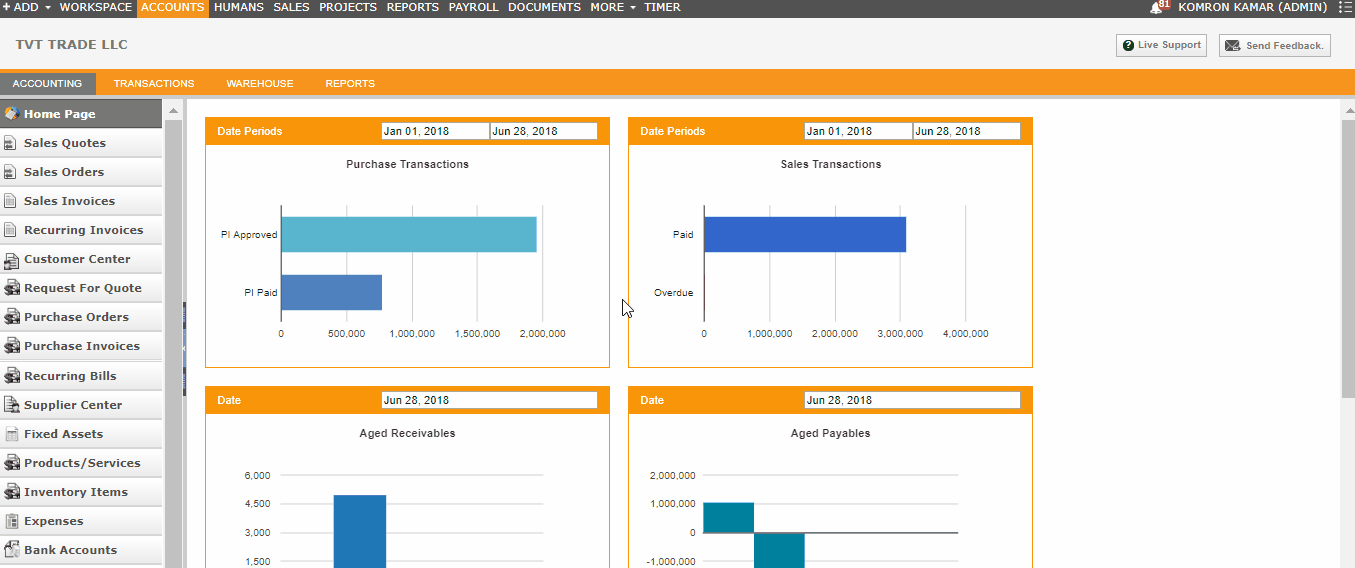 + ADD WORKSPACE ACCOUNTS HUMANS SALES PROJECTS REPORTS PAYROLL DOCUMENTS MORE TIMER 81 KOMRON KAMAR (ADMIN)
TVT TRADE LLC
? Live Support
Send Feedback.
ACCOUNTING TRANSACTIONS WAREHOUSE REPORTS
Home Page
Sales Quotes
Sales Orders
Sales Invoices
Recurring Invoices
Customer Center
Request For Quote
Purchase Orders
Purchase Invoices
Recurring Bills
Supplier Center
Fixed Assets
Products/Services
Inventory Items
Expenses
Bank Accounts
Date Periods Jan 01, 2018 Jun 28, 2018
Purchase Transactions
PI Approved
PI Paid
0 500,000 1,000,000 1,500,000 2,000,000
Date Periods Jan 01, 2018 Jun 28, 2018
Sales Transactions
Paid
Overdue
0 1,000,000 2,000,000 3,000,000 4,000,000
Date Jun 28, 2018
Aged Receivables
6,000
4,500
3,000
1,500
Date Jun 28, 2018
Aged Payables
2,000,000
1,000,000
0
-1,000,000